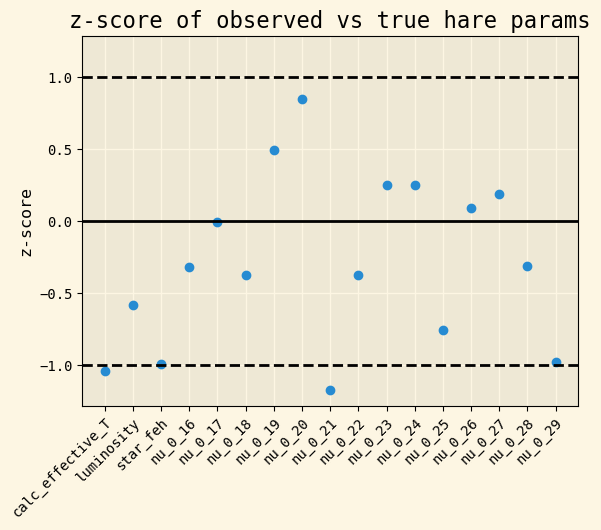 z-score of observed vs true hare params
z-score
1.0
0.5
0.0
−0.5
−1.0
calc_effective_T
luminosity
star_feh
nu_0_16
nu_0_17
nu_0_18
nu_0_19
nu_0_20
nu_0_21
nu_0_22
nu_0_23
nu_0_24
nu_0_25
nu_0_26
nu_0_27
nu_0_28
nu_0_29